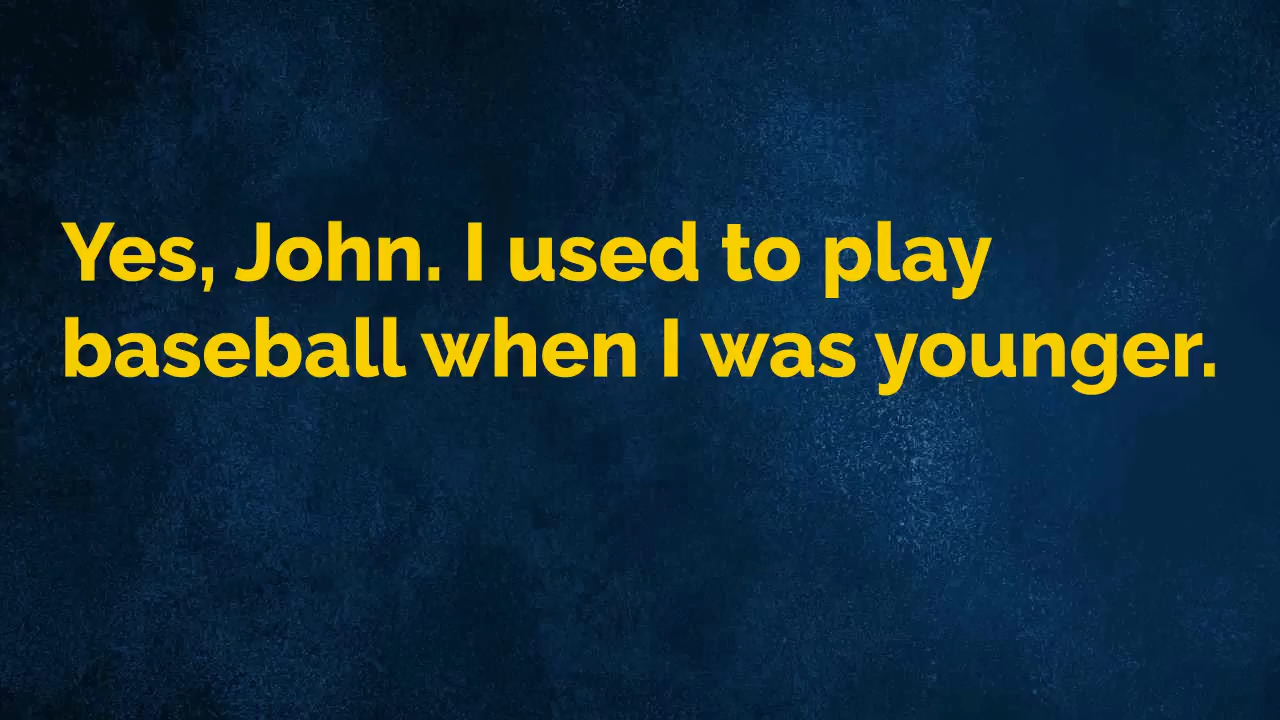 Yes, John. I used to play
baseball when I was younger.